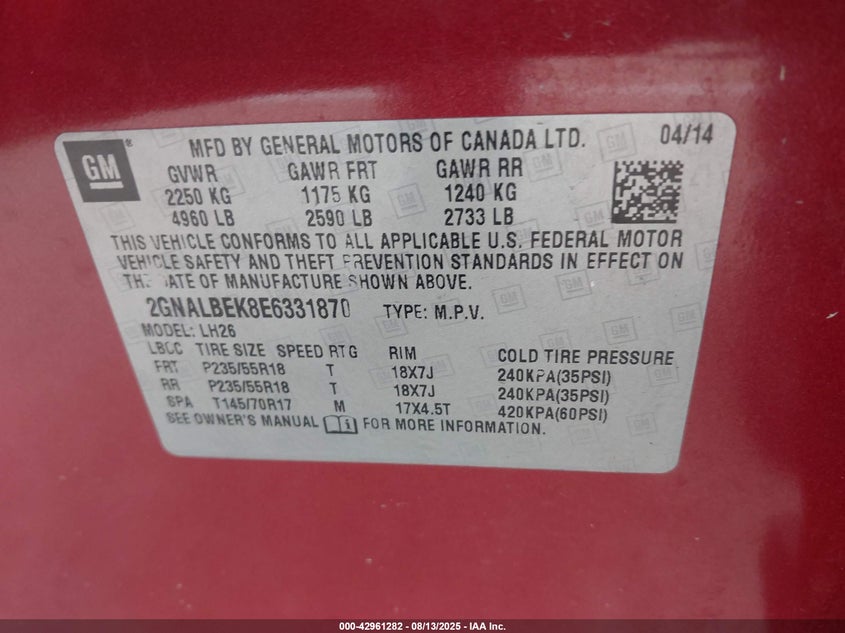 GM
MFD BY GENERAL MOTORS OF CANADA LTD. 04/14
GVWR GAWR FRT GAWR RR
2250 KG 1175 KG 1240 KG
4960 LB 2590 LB 2733 LB
THIS VEHICLE CONFORMS TO ALL APPLICABLE U.S. FEDERAL MOTOR
VEHICLE SAFETY AND THEFT PREVENTION STANDARDS IN EFFECT ON
THE DATE OF MANUFACTURE SHOWN ABOVE.
2GNALBEK8E6331870 TYPE: M.P.V.
MODEL: LH26
LBCC TIRE SIZE SPEED RTG RIM COLD TIRE PRESSURE
FRT P235/55R18 T 18X7J 240KPA(35PSI)
RR P235/55R18 T 18X7J 240KPA(35PSI)
SPA T145/70R17 M 17X4.5T 420KPA(60PSI)
SEE OWNER'S MANUAL FOR MORE INFORMATION.
000-42961282 - 08/13/2025 - IAA Inc.